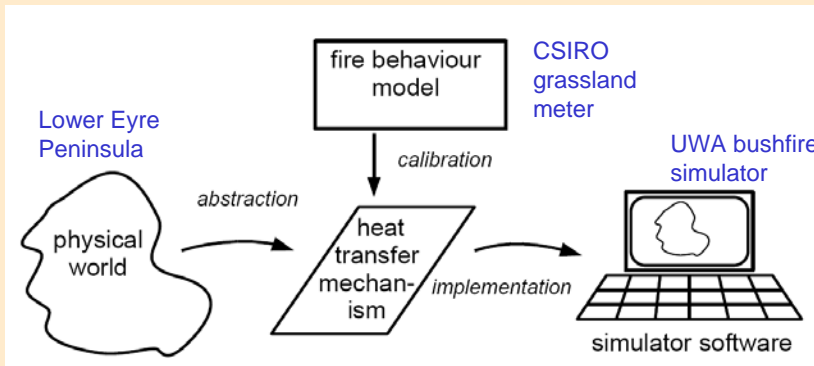 fire behaviour
model
CSIRO
grassland
meter
Lower Eyre
Peninsula
calibration
UWA bushfire
simulator
abstraction
physical
world
heat
transfer
mechan-
ism
implementation
simulator software